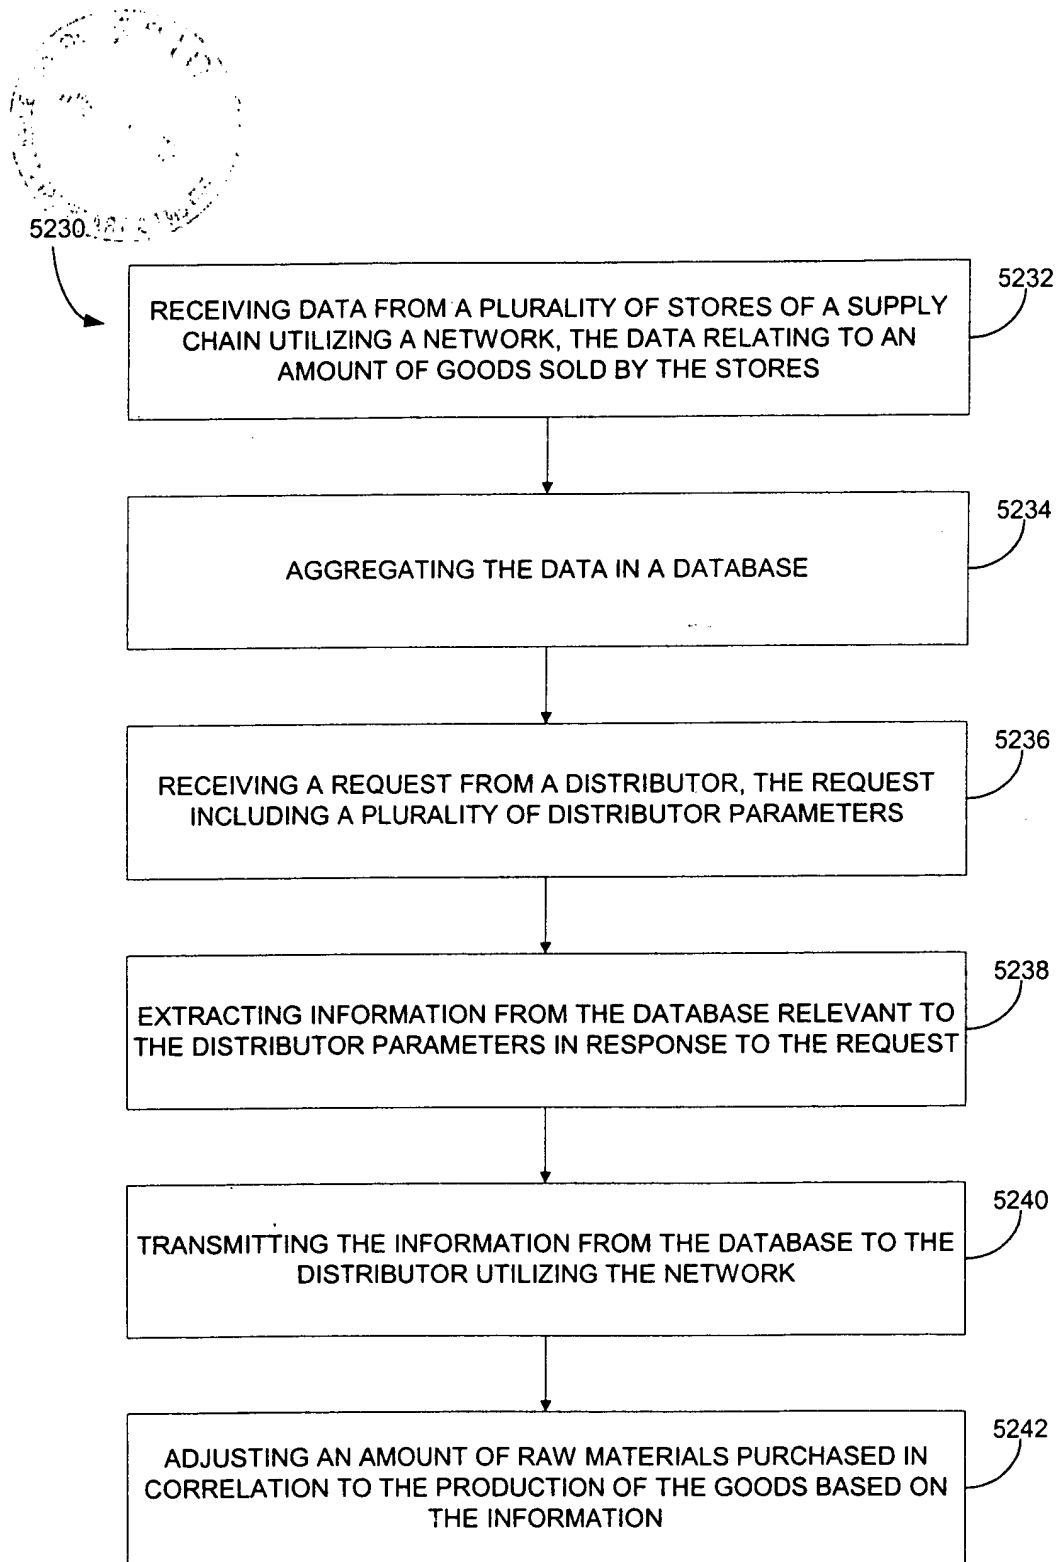 5230
5232
RECEIVING DATA FROM A PLURALITY OF STORES OF A SUPPLY
CHAIN UTILIZING A NETWORK, THE DATA RELATING TO AN
AMOUNT OF GOODS SOLD BY THE STORES
5234
AGGREGATING THE DATA IN A DATABASE
5236
RECEIVING A REQUEST FROM A DISTRIBUTOR, THE REQUEST
INCLUDING A PLURALITY OF DISTRIBUTOR PARAMETERS
5238
EXTRACTING INFORMATION FROM THE DATABASE RELEVANT TO
THE DISTRIBUTOR PARAMETERS IN RESPONSE TO THE REQUEST
5240
TRANSMITTING THE INFORMATION FROM THE DATABASE TO THE
DISTRIBUTOR UTILIZING THE NETWORK
5242
ADJUSTING AN AMOUNT OF RAW MATERIALS PURCHASED IN
CORRELATION TO THE PRODUCTION OF THE GOODS BASED ON
THE INFORMATION